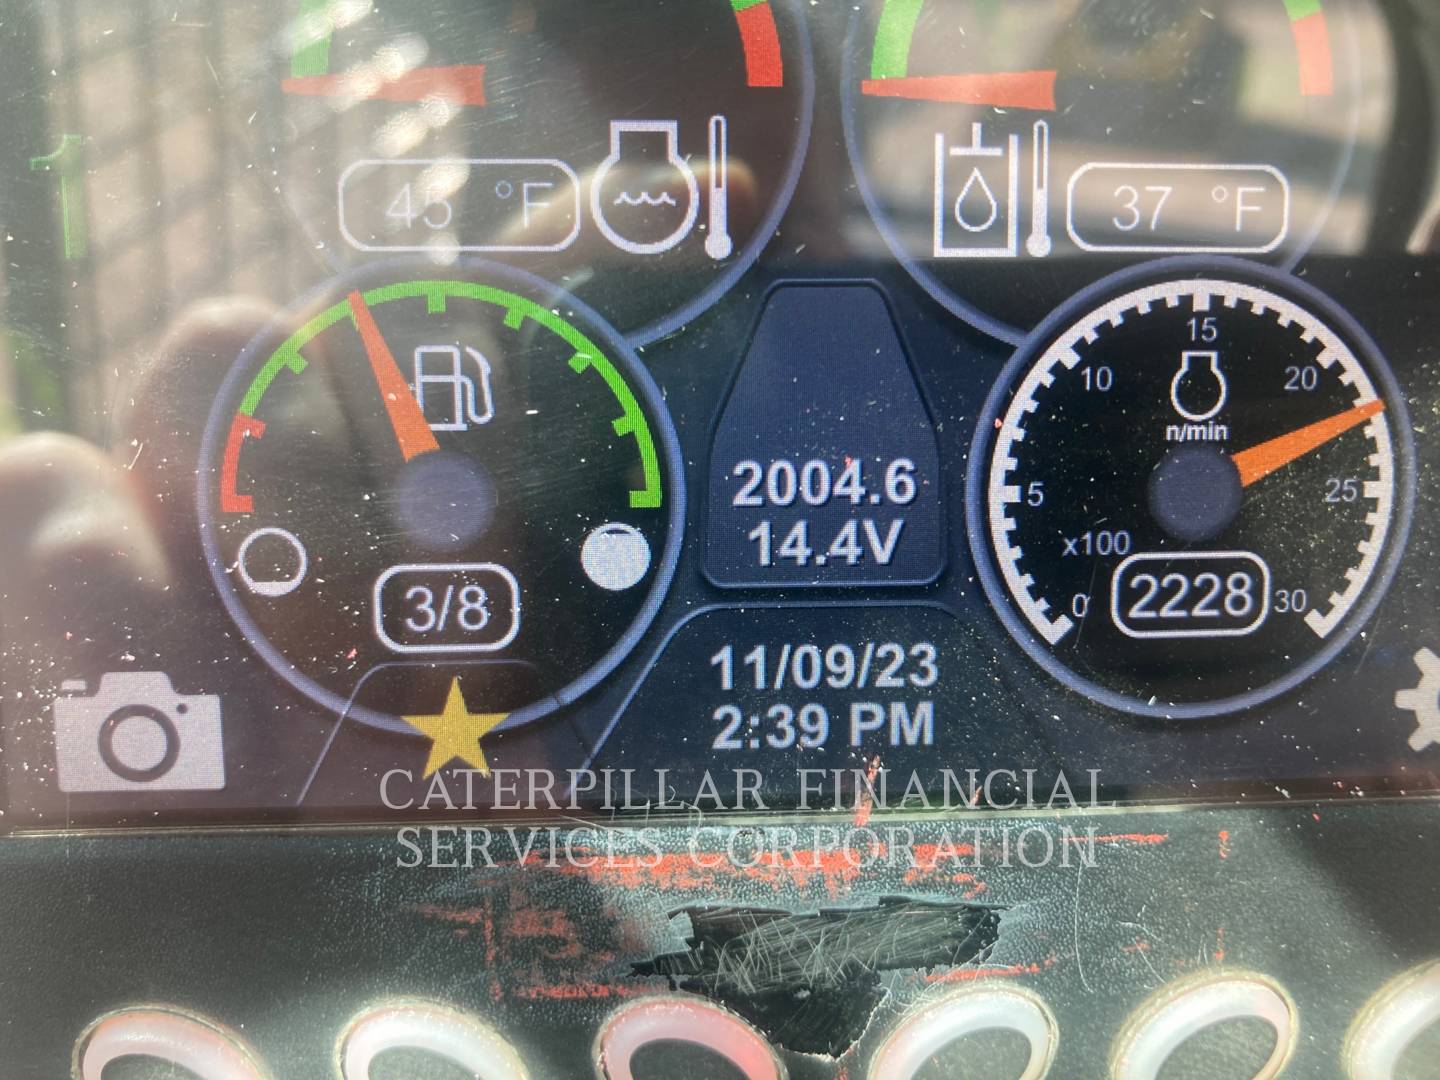 1
45 °F
37 °F
15
10
20
n/min
5
25
x100
0
2228
30
2004.6
14.4V
3/8
11/09/23
2:39 PM
CATERPILLAR FINANCIAL
SERVICES CORPORATION